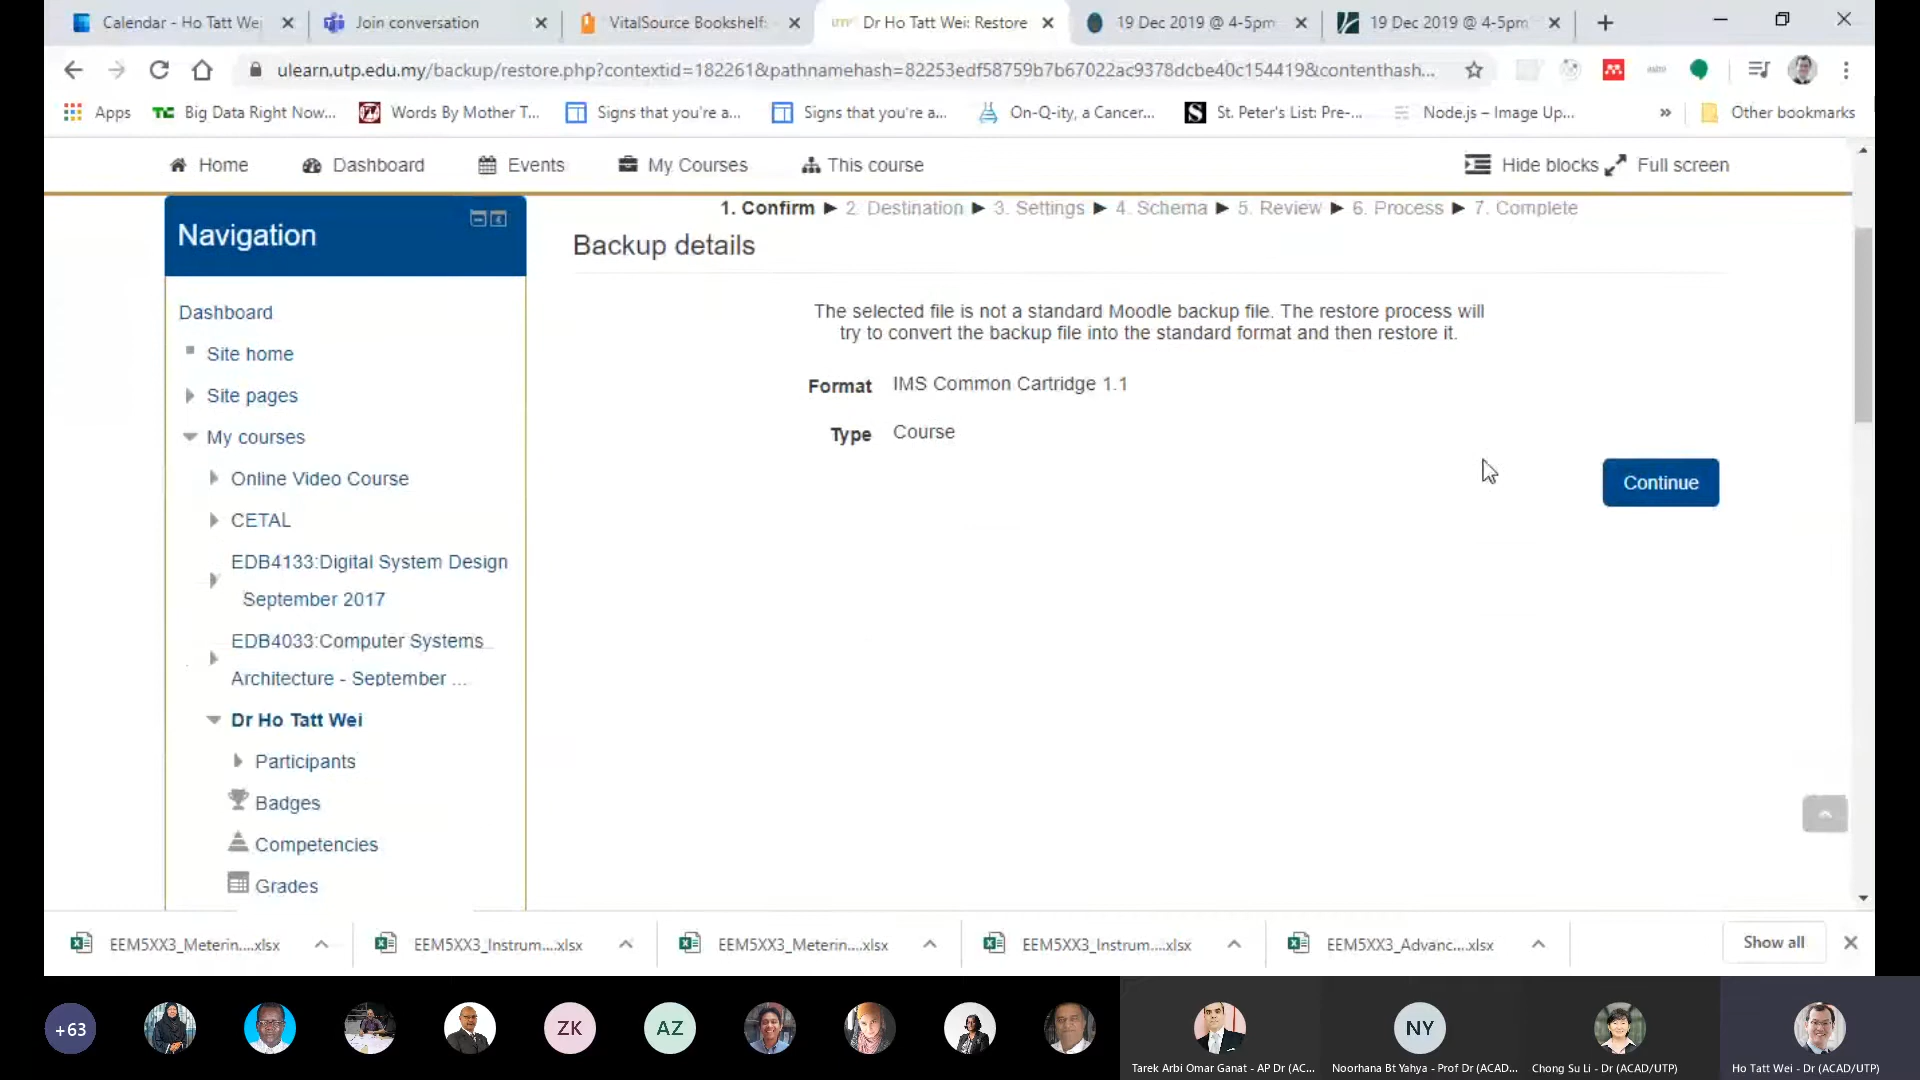 Calendar - Ho Tatt We
Join conversation
VitalSource Bookshelf:
UTP
Dr Ho Tatt Wei: Restore
19 Dec 2019 @ 4-5pm
19 Dec 2019 @ 4-5pm
ulearn.utp.edu.my/backup/restore.php?contextid=182261&pathnamehash=82253edf58759b7b67022ac9378dcbe40c154419&contenthash...
Apps
Big Data Right Now...
Words By Mother T...
Signs that you're a...
Signs that you're a...
On-Q-ity, a Cancer...
St. Peter's List: Pre-...
Node.js – Image Up...
»
Other bookmarks
Home
Dashboard
Events
My Courses
This course
Hide blocks
Full screen
1. Confirm ► 2. Destination ► 3. Settings ► 4. Schema ► 5. Review ► 6. Process ► 7. Complete
Navigation
Backup details
Dashboard
Site home
Site pages
My courses
Online Video Course
CETAL
EDB4133:Digital System Design
September 2017
EDB4033:Computer Systems
Architecture - September ...
Dr Ho Tatt Wei
Participants
Badges
Competencies
Grades
The selected file is not a standard Moodle backup file. The restore process will
try to convert the backup file into the standard format and then restore it.
Format IMS Common Cartridge 1.1
Type Course
Continue
EEM5XX3_Meterin....xlsx
EEM5XX3_Instrum....xlsx
EEM5XX3_Meterin....xlsx
EEM5XX3_Instrum....xlsx
EEM5XX3_Advanc....xlsx
Show all
+63
ZK
AZ
NY
Tarek Arbi Omar Ganat - AP Dr (AC...
Noorhana Bt Yahya - Prof Dr (ACAD...
Chong Su Li - Dr (ACAD/UTP)
Ho Tatt Wei - Dr (ACAD/UTP)